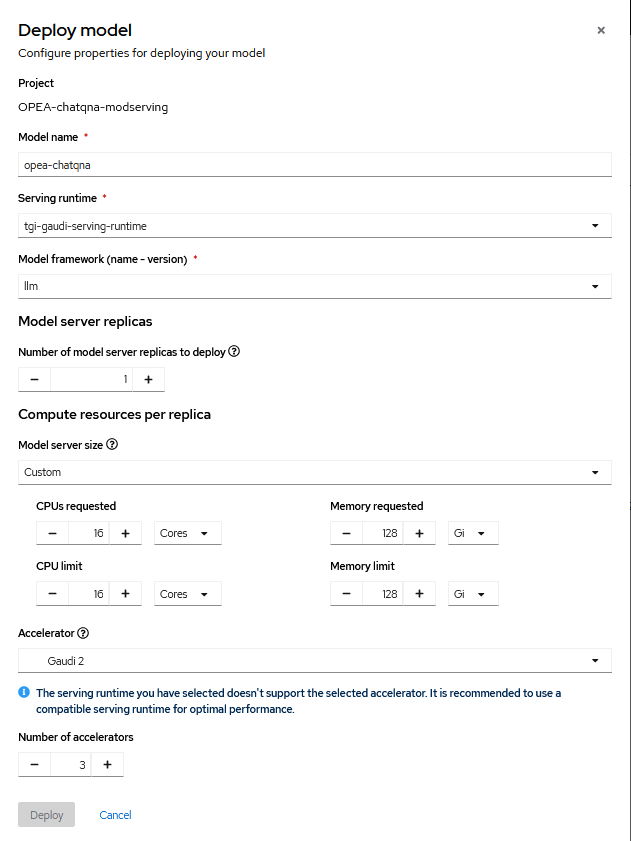 Deploy model
Configure properties for deploying your model
Project
OPEA-chatqna-modserving
Model name *
opea-chatqna
Serving runtime *
tgi-gaudi-serving-runtime
Model framework (name - version) *
llm
Model server replicas
Number of model server replicas to deploy
1
Compute resources per replica
Model server size
Custom
CPUs requested Memory requested
16 Cores 128 Gi
CPU limit Memory limit
16 Cores 128 Gi
Accelerator
Gaudi 2
The serving runtime you have selected doesn't support the selected accelerator. It is recommended to use a
compatible serving runtime for optimal performance.
Number of accelerators
3
Deploy Cancel